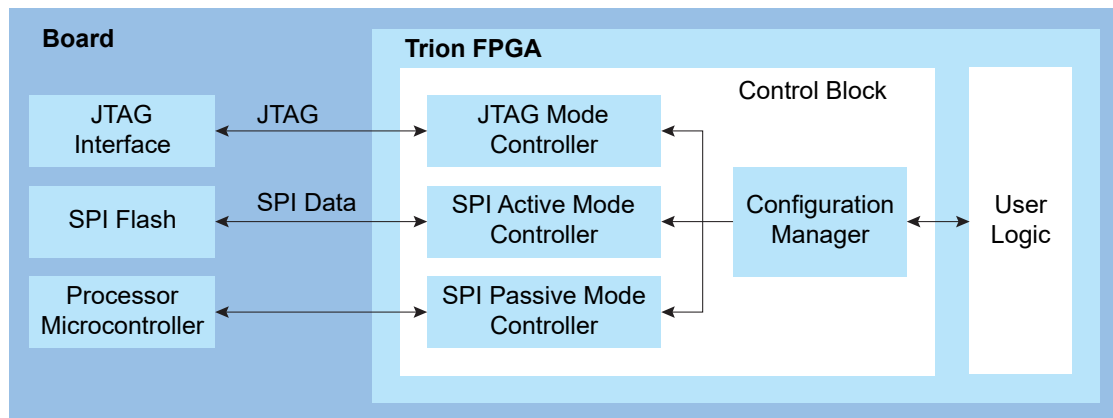 Board
Trion FPGA
Control Block
JTAG
Interface
JTAG
JTAG Mode
Controller
SPI Flash
SPI Data
SPI Active Mode
Controller
Configuration
Manager
User
Logic
Processor
Microcontroller
SPI Passive Mode
Controller